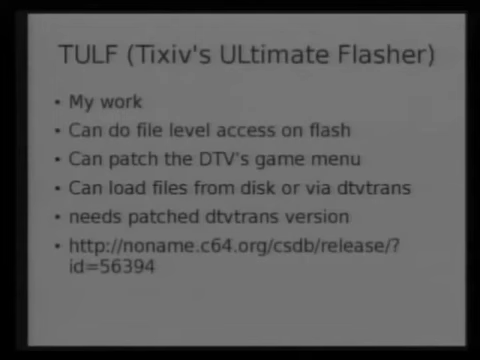 TULF (Tixiv's ULtimate Flasher)
• My work
• Can do file level access on flash
• Can patch the DTV's game menu
• Can load files from disk or via dtvtrans
• needs patched dtvtrans version
• http://noname.c64.org/csdb/release/?
id=56394